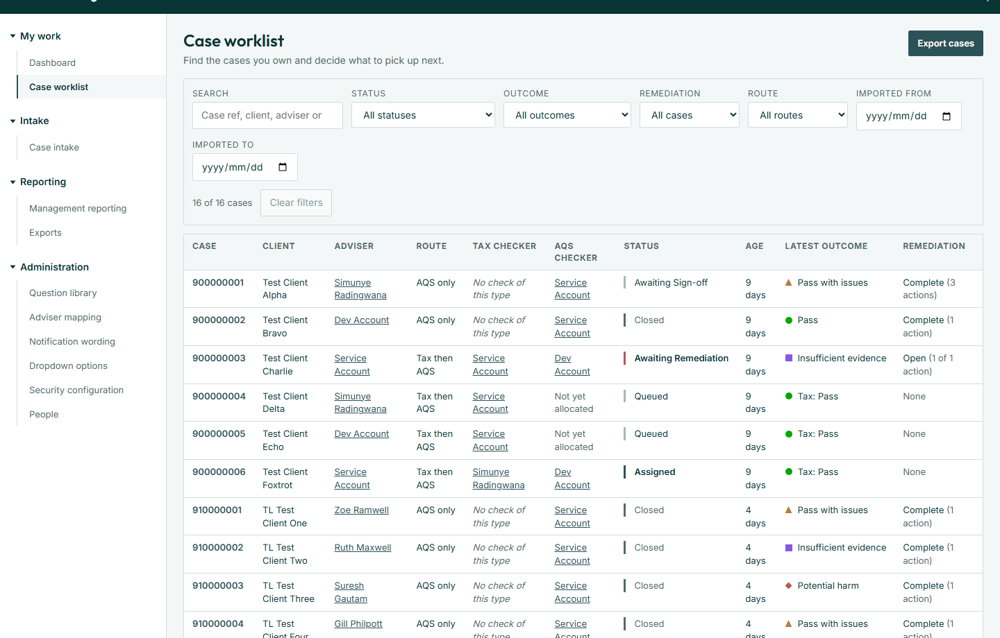 My work
Dashboard
Case worklist
Intake
Case intake
Reporting
Management reporting
Exports
Administration
Question library
Adviser mapping
Notification wording
Dropdown options
Security configuration
People
Case worklist
Find the cases you own and decide what to pick up next.
Export cases
SEARCH STATUS OUTCOME REMEDIATION ROUTE IMPORTED FROM
Case ref, client, adviser or All statuses All outcomes All cases All routes yyyy/mm/dd
IMPORTED TO
yyyy/mm/dd
16 of 16 cases Clear filters
CASE CLIENT ADVISER ROUTE TAX CHECKER AQS STATUS AGE LATEST OUTCOME REMEDIATION
CHECKER
900000001 Test Client Simunye AQS only No check of Service Awaiting Sign-off 9 Pass with issues Complete (3
Alpha Radingwana this type Account days actions)
900000002 Test Client Dev Account AQS only No check of Service Closed 9 Pass Complete (1
Bravo this type Account days action)
900000003 Test Client Service Tax then Service Dev Awaiting Remediation 9 Insufficient evidence Open (1 of 1
Charlie Account AQS Account Account days action)
900000004 Test Client Simunye Tax then Service Not yet Queued 9 Tax: Pass None
Delta Radingwana AQS Account allocated days
900000005 Test Client Dev Account Tax then Service Not yet Queued 9 Tax: Pass None
Echo AQS Account allocated days
900000006 Test Client Service Tax then Simunye Dev Assigned 9 Tax: Pass None
Foxtrot Account AQS Radingwana Account days
910000001 TL Test Zoe Ramwell AQS only No check of Service Closed 4 Pass with issues Complete (1
Client One this type Account days action)
910000002 TL Test Ruth Maxwell AQS only No check of Service Closed 4 Insufficient evidence Complete (1
Client Two this type Account days action)
910000003 TL Test Suresh AQS only No check of Service Closed 4 Potential harm Complete (1
Client Three Gautam this type Account days action)
910000004 TL Test Gill Philpott AQS only No check of Service Closed 4 Pass with issues Complete (1
Client Four this type Account days action)